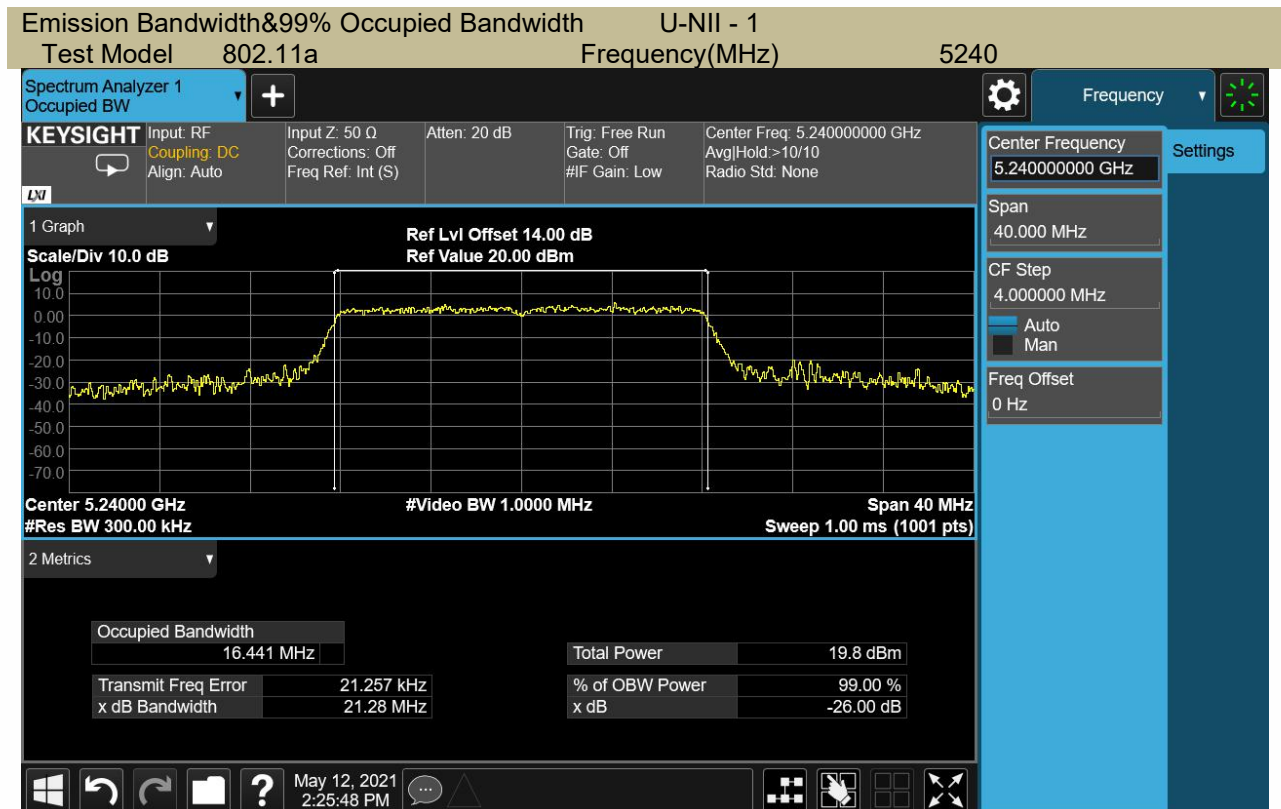 Emission Bandwidth&99% Occupied Bandwidth U-NII - 1
Test Model 802.11a Frequency(MHz) 5240
Spectrum Analyzer 1
Occupied BW
+
Frequency
KEYSIGHT
LXI
Input: RF
Coupling: DC
Align: Auto
Input Z: 50 Ω
Corrections: Off
Freq Ref: Int (S)
Atten: 20 dB
Trig: Free Run
Gate: Off
#IF Gain: Low
Center Freq: 5.240000000 GHz
Avg|Hold:>10/10
Radio Std: None
Center Frequency
5.240000000 GHz
Settings
Span
40.000 MHz
CF Step
4.000000 MHz
Auto
Man
Freq Offset
0 Hz
1 Graph
Scale/Div 10.0 dB
Ref Lvl Offset 14.00 dB
Ref Value 20.00 dBm
Log
10.0
0.00
-10.0
-20.0
-30.0
-40.0
-50.0
-60.0
-70.0
Center 5.24000 GHz #Video BW 1.0000 MHz Span 40 MHz
#Res BW 300.00 kHz Sweep 1.00 ms (1001 pts)
2 Metrics
Occupied Bandwidth
16.441 MHz
Total Power 19.8 dBm
Transmit Freq Error 21.257 kHz
% of OBW Power 99.00 %
x dB Bandwidth 21.28 MHz
x dB -26.00 dB
?
May 12, 2021
2:25:48 PM